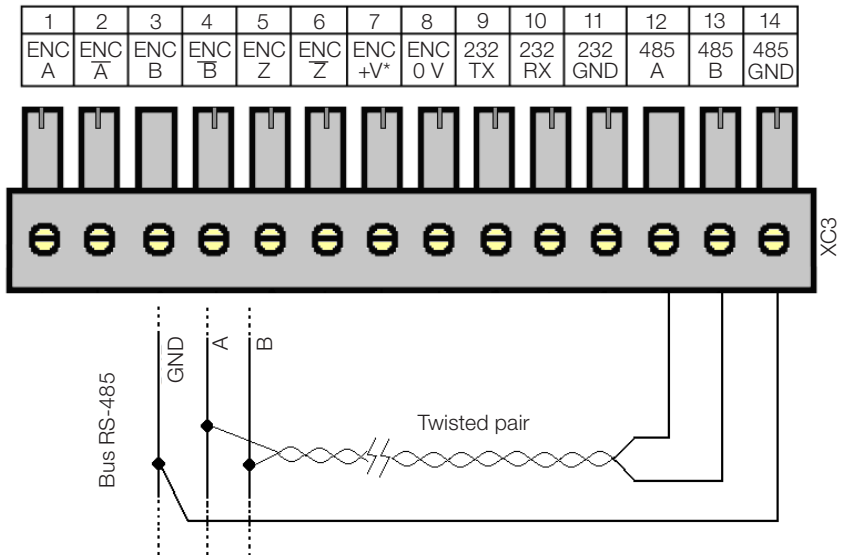 1 2 3 4 5 6 7 8 9 10 11 12 13 14
ENC ENC ENC ENC ENC ENC ENC ENC 232 232 232 485 485 485
A A̅ B B̅ Z Z̅ +V* 0 V TX RX GND A B GND
XC3
GND
A
B
Bus RS-485
Twisted pair